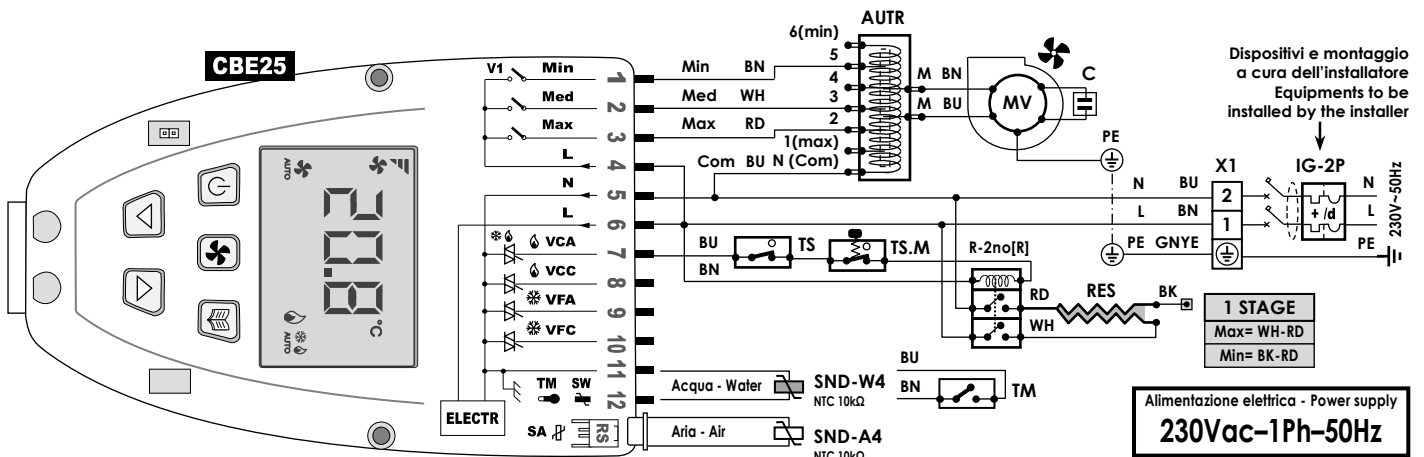 CBE25
AUTO
20.8
°C
AUTO
V1 Min
Med
Max
L
N
L
VCA
VCC
VFA
VFC
TM SW
ELECTR
SA
RS
1
2
3
4
5
6
7
8
9
10
11
12
Min BN
Med WH
Max RD
Com BU N (Com)
AUTR
6(min)
5
4
3
2
1(max)
M BN
M BU
MV
C
PE
Dispositivi e montaggio
a cura dell'installatore
Equipments to be
installed by the installer
X1
IG-2P
N BU
2
N
L BN
1
+ /d
L
PE GNYE
PE
230V~50Hz
BU
TS
TS.M
BN
R-2no[R]
RD
RES
BK
WH
1 STAGE
Max= WH-RD
Min= BK-RD
Acqua - Water
SND-W4
NTC 10kΩ
BU
BN
TM
Aria - Air
SND-A4
NTC 10kΩ
Alimentazione elettrica - Power supply
230Vac–1Ph–50Hz